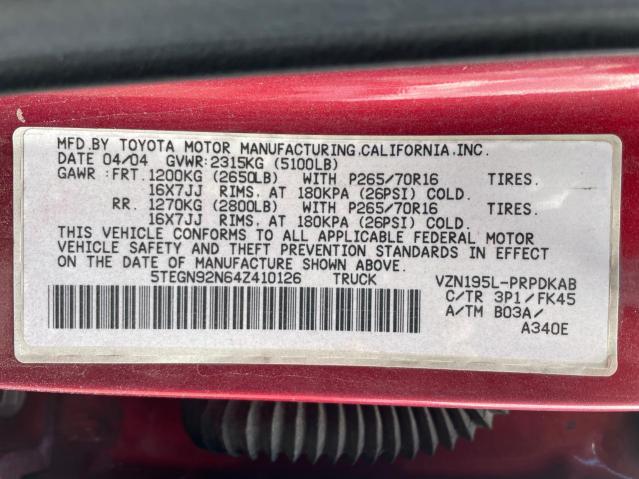 MFD.BY TOYOTA MOTOR MANUFACTURING.CALIFORNIA.INC.
DATE 04/04 GVWR:2315KG (5100LB)
GAWR :FRT.1200KG (2650LB) WITH P265/70R16 TIRES.
16X7JJ RIMS. AT 180KPA (26PSI) COLD.
RR. 1270KG (2800LB) WITH P265/70R16 TIRES.
16X7JJ RIMS. AT 180KPA (26PSI) COLD.
THIS VEHICLE CONFORMS TO ALL APPLICABLE FEDERAL MOTOR
VEHICLE SAFETY AND THEFT PREVENTION STANDARDS IN EFFECT
ON THE DATE OF MANUFACTURE SHOWN ABOVE.
5TEGN92N64Z410126 TRUCK VZN195L-PRPDKAB
C/TR 3P1/FK45
A/TM B03A/
A340E